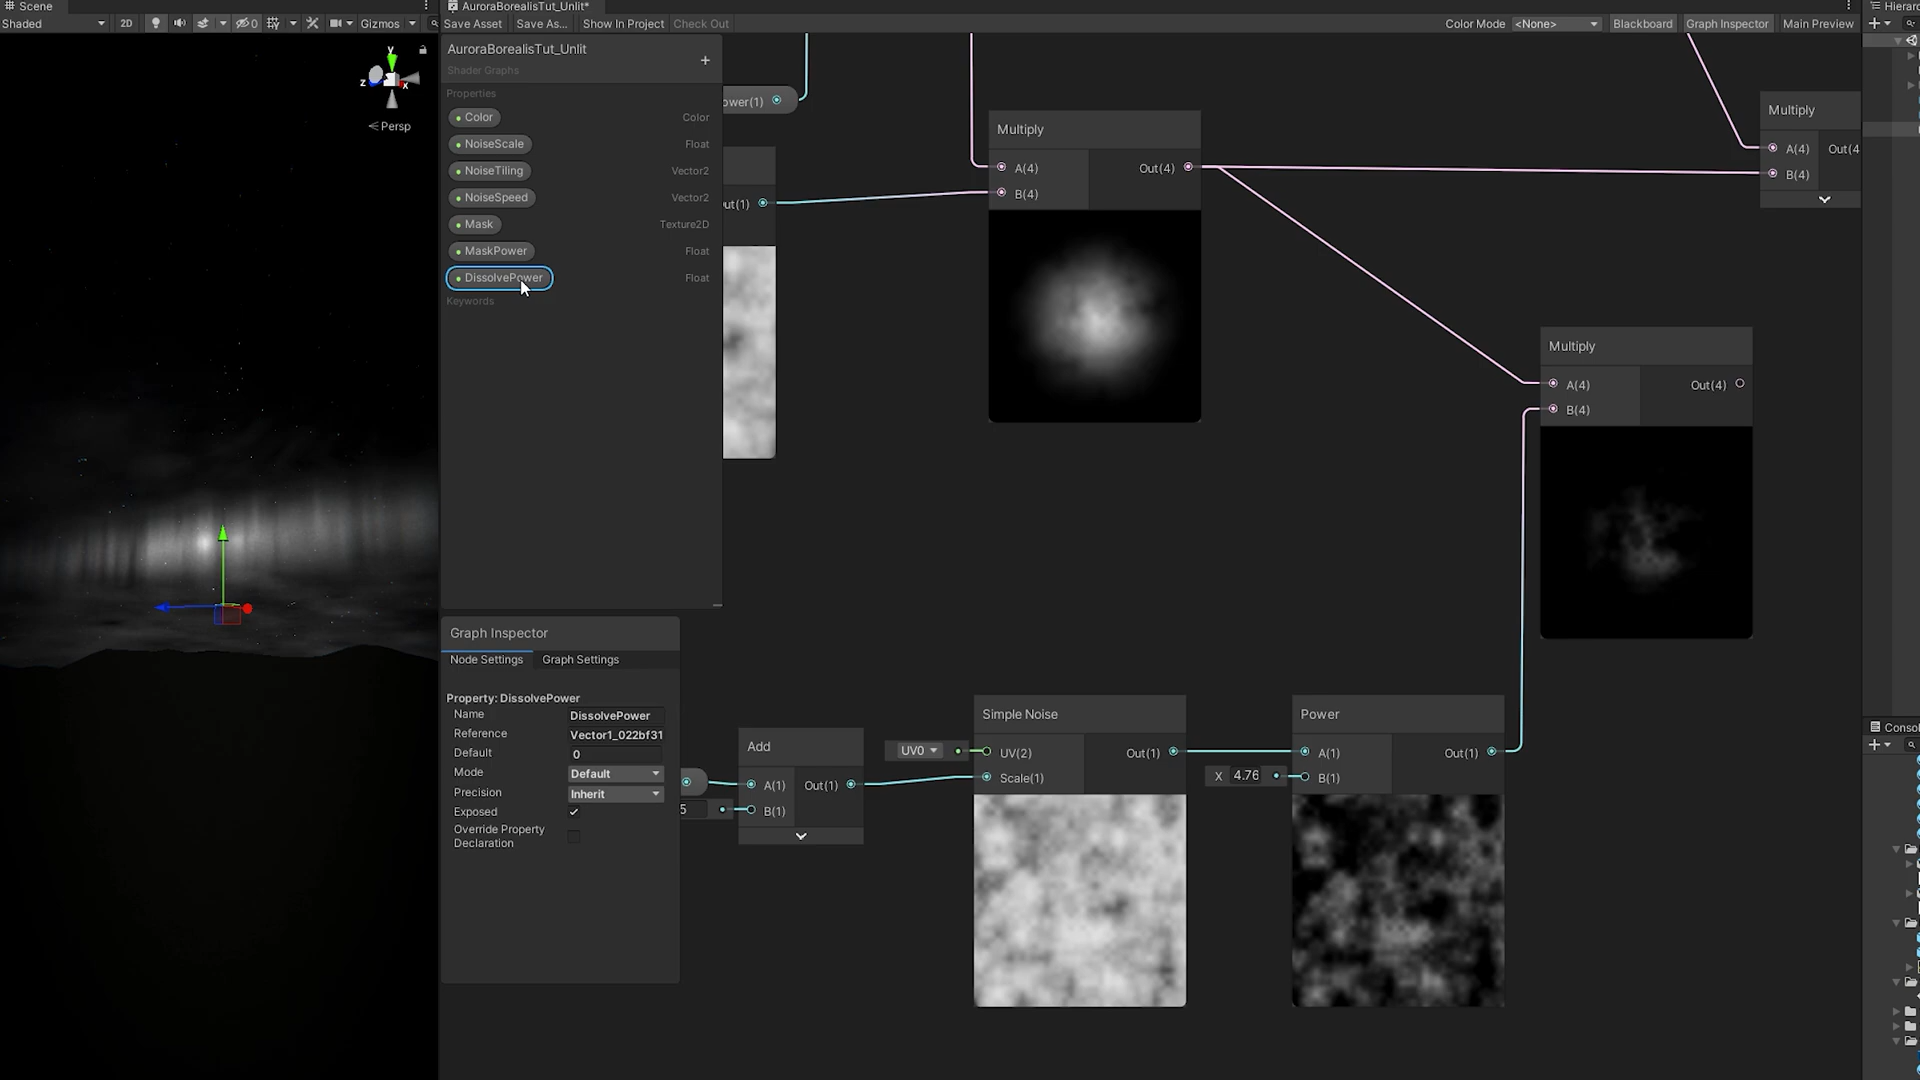 Scene
Shaded
2D
0
Gizmos
y
z
x
Persp
AuroraBorealisTut_Unlit*
Save Asset
Save As...
Show In Project
Check Out
Color Mode
<None>
Blackboard
Graph Inspector
Main Preview
Hierarc
AuroraBorealisTut_Unlit
+
Shader Graphs
Properties
Color Color
NoiseScale Float
NoiseTiling Vector2
NoiseSpeed Vector2
Mask Texture2D
MaskPower Float
DissolvePower Float
Keywords
ower(1)
ut(1)
Multiply
A(4) Out(4)
B(4)
Multiply
A(4) Out(4
B(4)
Multiply
A(4) Out(4)
B(4)
Graph Inspector
Node Settings Graph Settings
Property: DissolvePower
Name DissolvePower
Reference Vector1_022bf31
Default 0
Mode Default
Precision Inherit
Exposed
Override Property
Declaration
5
Add
A(1) Out(1)
B(1)
UV0
Simple Noise
UV(2) Out(1)
Scale(1)
X 4.76
Power
A(1) Out(1)
B(1)
Consol